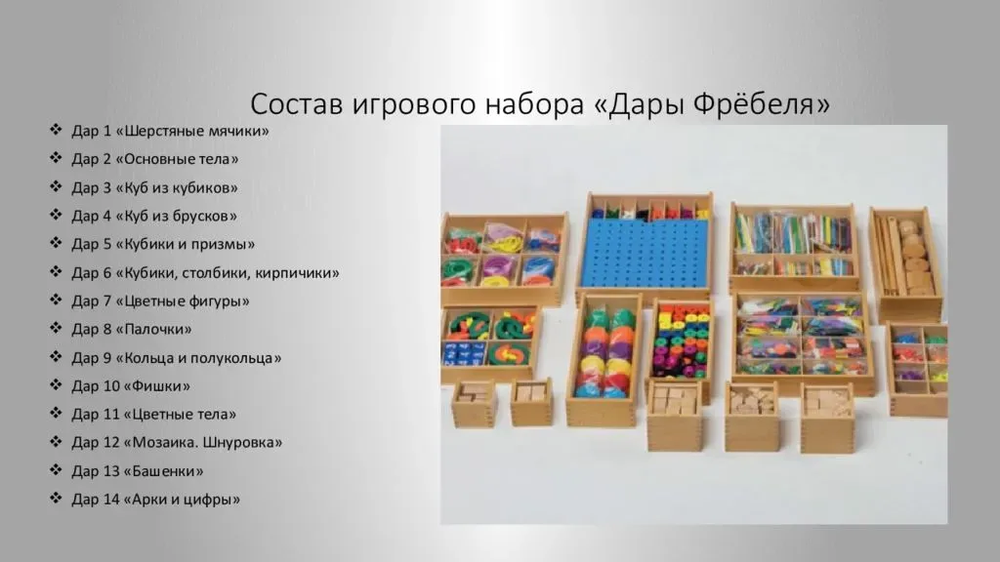 Состав игрового набора «Дары Фрёбеля»
Дар 1 «Шерстяные мячики»
Дар 2 «Основные тела»
Дар 3 «Куб из кубиков»
Дар 4 «Куб из брусков»
Дар 5 «Кубики и призмы»
Дар 6 «Кубики, столбики, кирпичики»
Дар 7 «Цветные фигуры»
Дар 8 «Палочки»
Дар 9 «Кольца и полукольца»
Дар 10 «Фишки»
Дар 11 «Цветные тела»
Дар 12 «Мозаика. Шнуровка»
Дар 13 «Башенки»
Дар 14 «Арки и цифры»